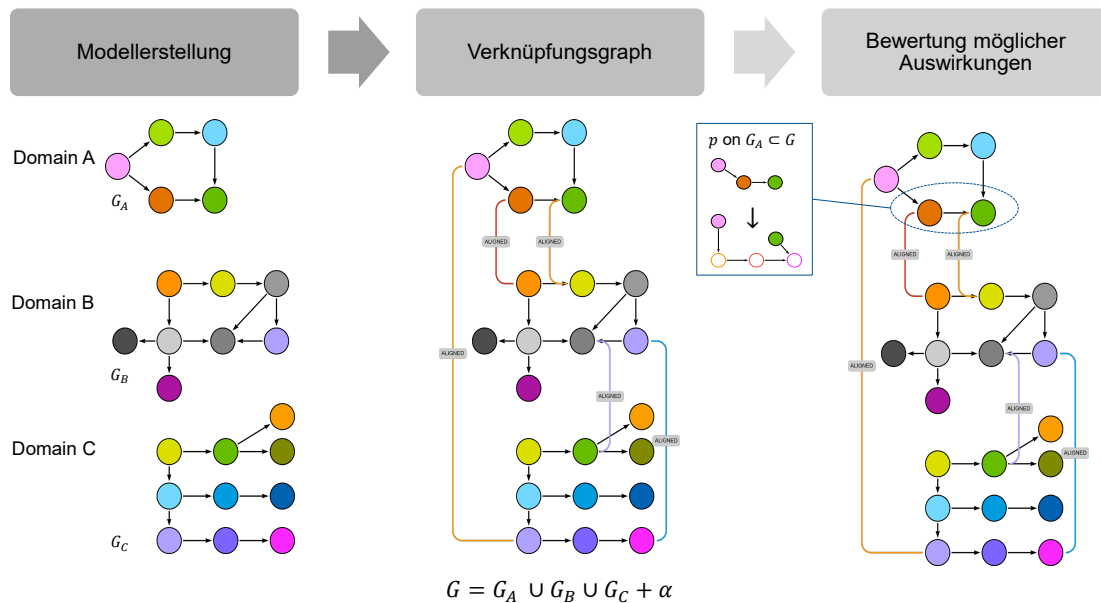 Modellerstellung
Verknüpfungsgraph
Bewertung möglicher
Auswirkungen
Domain A
G_A
Domain B
G_B
Domain C
G_C
ALIGNED
ALIGNED
ALIGNED
ALIGNED
ALIGNED
G = G_A ∪ G_B ∪ G_C + α
p on G_A ⊂ G
ALIGNED
ALIGNED
ALIGNED
ALIGNED
ALIGNED